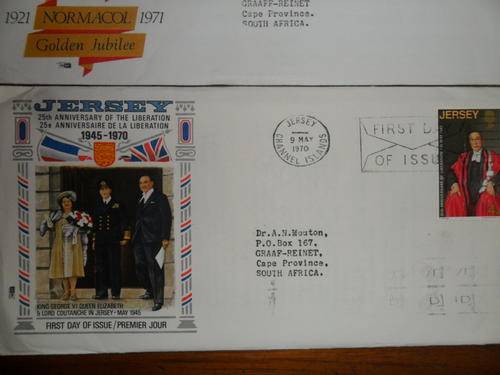 1921 NORMACOL 1971
Golden Jubilee
GRAAFF-REINET
Cape Province.
SOUTH AFRICA.
JERSEY
25th ANNIVERSARY OF THE LIBERATION
25e ANNIVERSAIRE DE LA LIBERATION
1945-1970
KING GEORGE VI QUEEN ELIZABETH
& LORD COUTANCHE IN JERSEY - MAY 1945
FIRST DAY OF ISSUE/PREMIER JOUR
JERSEY
9 MAY
1970
CHANNEL ISLANDS
FIRST D
OF ISSU
JERSEY
Dr.A.N.Mouton,
P.O.Box 167,
GRAAF-REINET,
Cape Province.
SOUTH AFRICA.